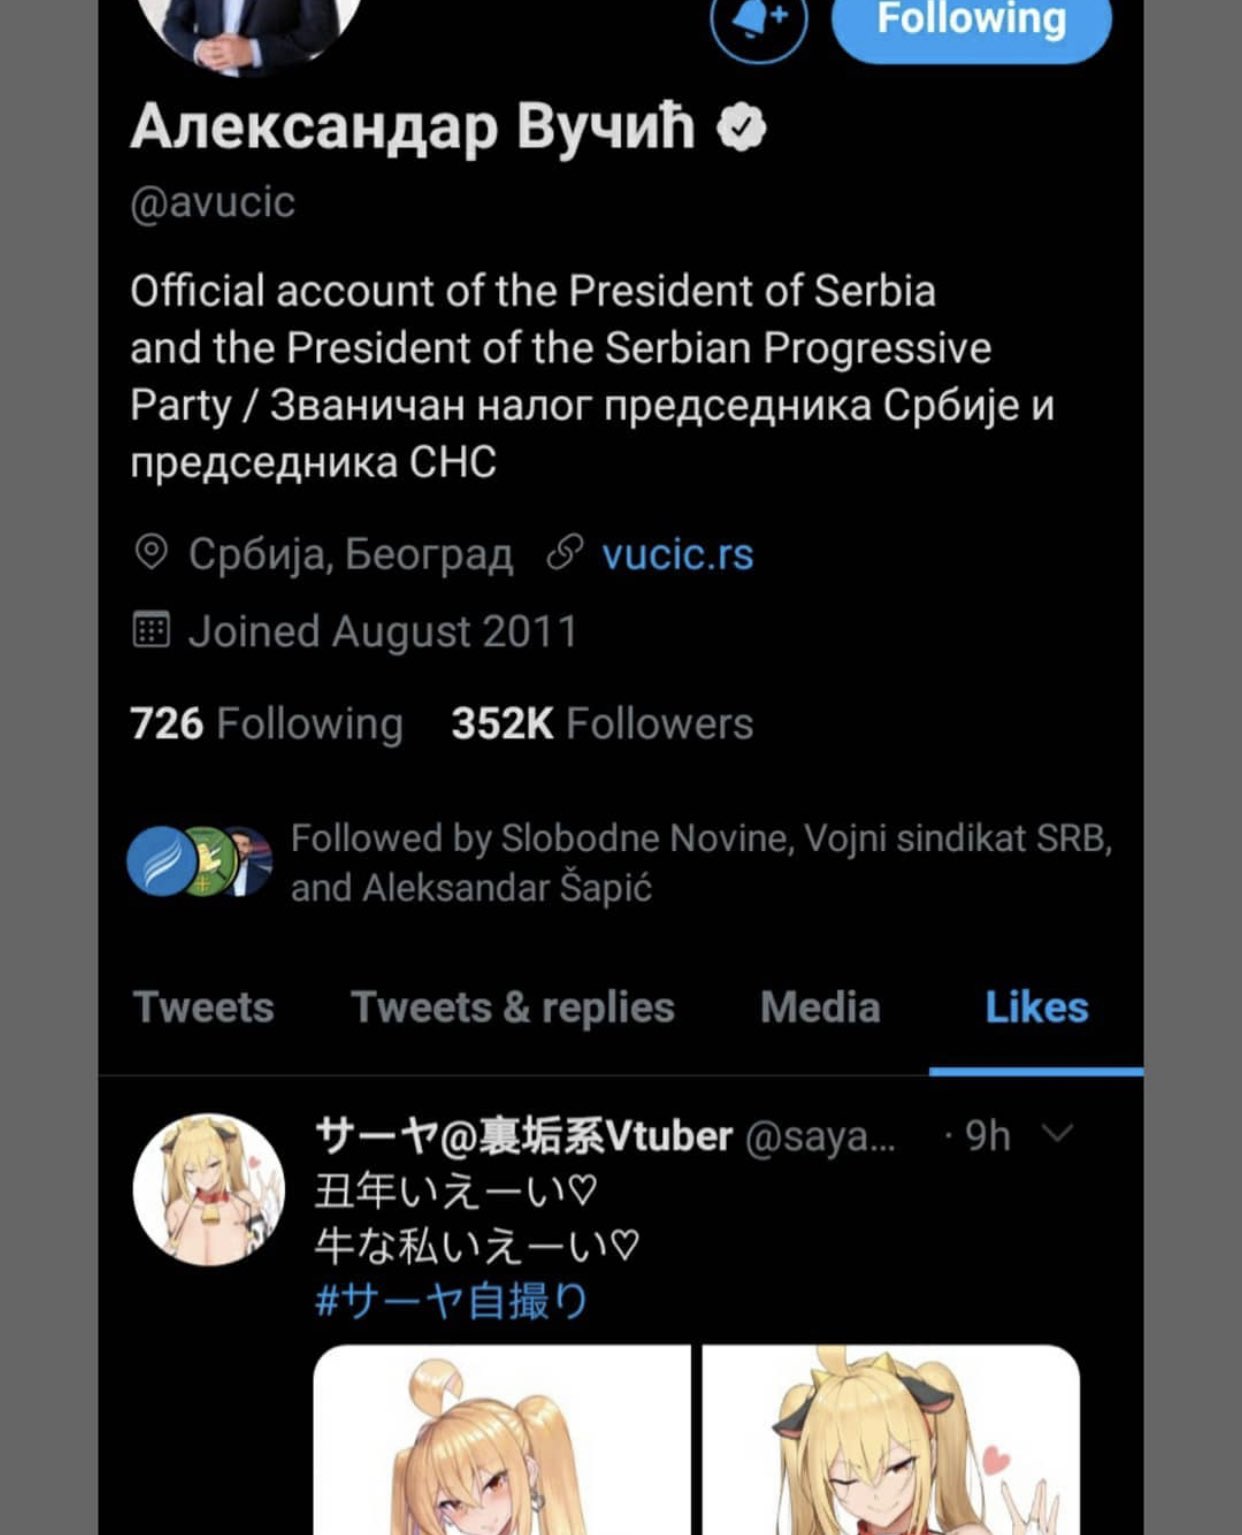 Following
Александар Вучић
@avucic
Official account of the President of Serbia
and the President of the Serbian Progressive
Party / Званичан налог председника Србије и
председника СНС
Србија, Београд vucic.rs
Joined August 2011
726 Following 352K Followers
Followed by Slobodne Novine, Vojni sindikat SRB,
and Aleksandar Šapić
Tweets Tweets & replies Media Likes
サーヤ@裏垢系Vtuber @saya... · 9h
丑年いえーい♡
牛な私いえーい♡
#サーヤ自撮り